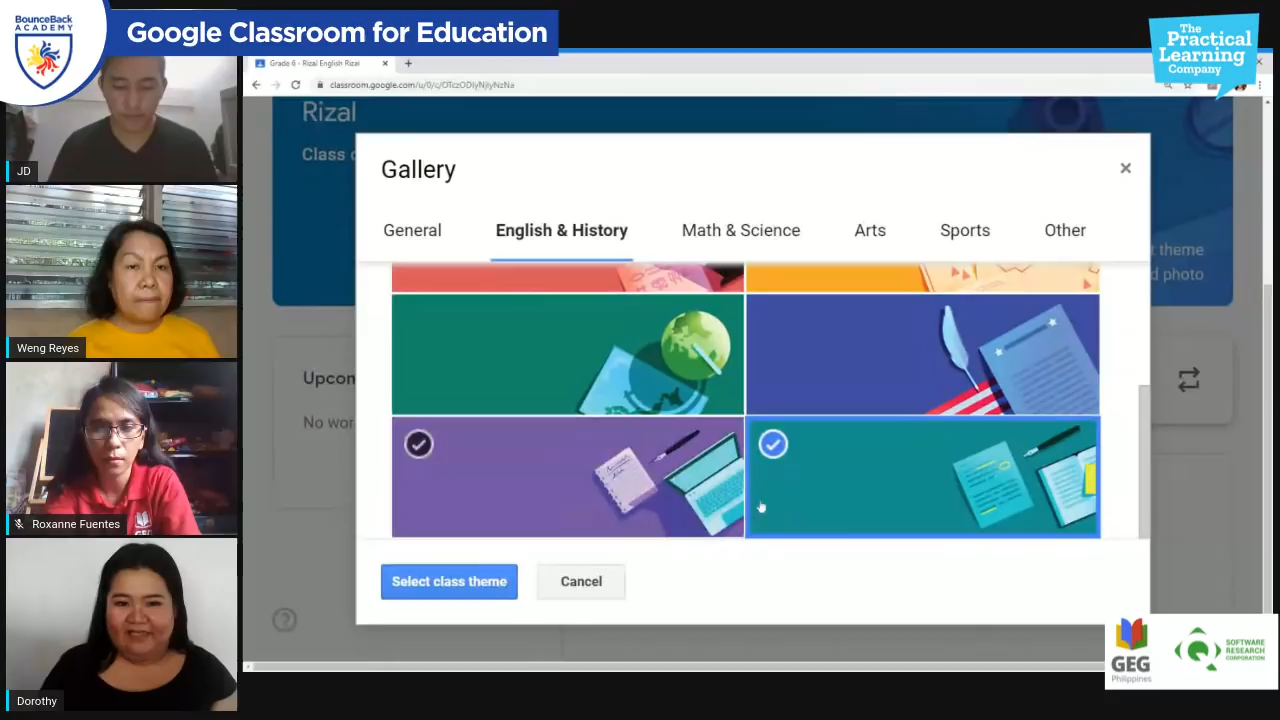 BounceBack
ACADEMY
Google Classroom for Education
The
Practical
Learning
Company
Grade 6 - Rizal English Rizal
classroom.google.com/u/0/c/
Rizal
Class
Gallery
General
English & History
Math & Science
Arts
Sports
Other
t theme
d photo
Upcon
No wor
Select class theme
Cancel
JD
Weng Reyes
Roxanne Fuentes
GEG
Dorothy
GEG
Philippines
SOFTWARE
RESEARCH
CORPORATION